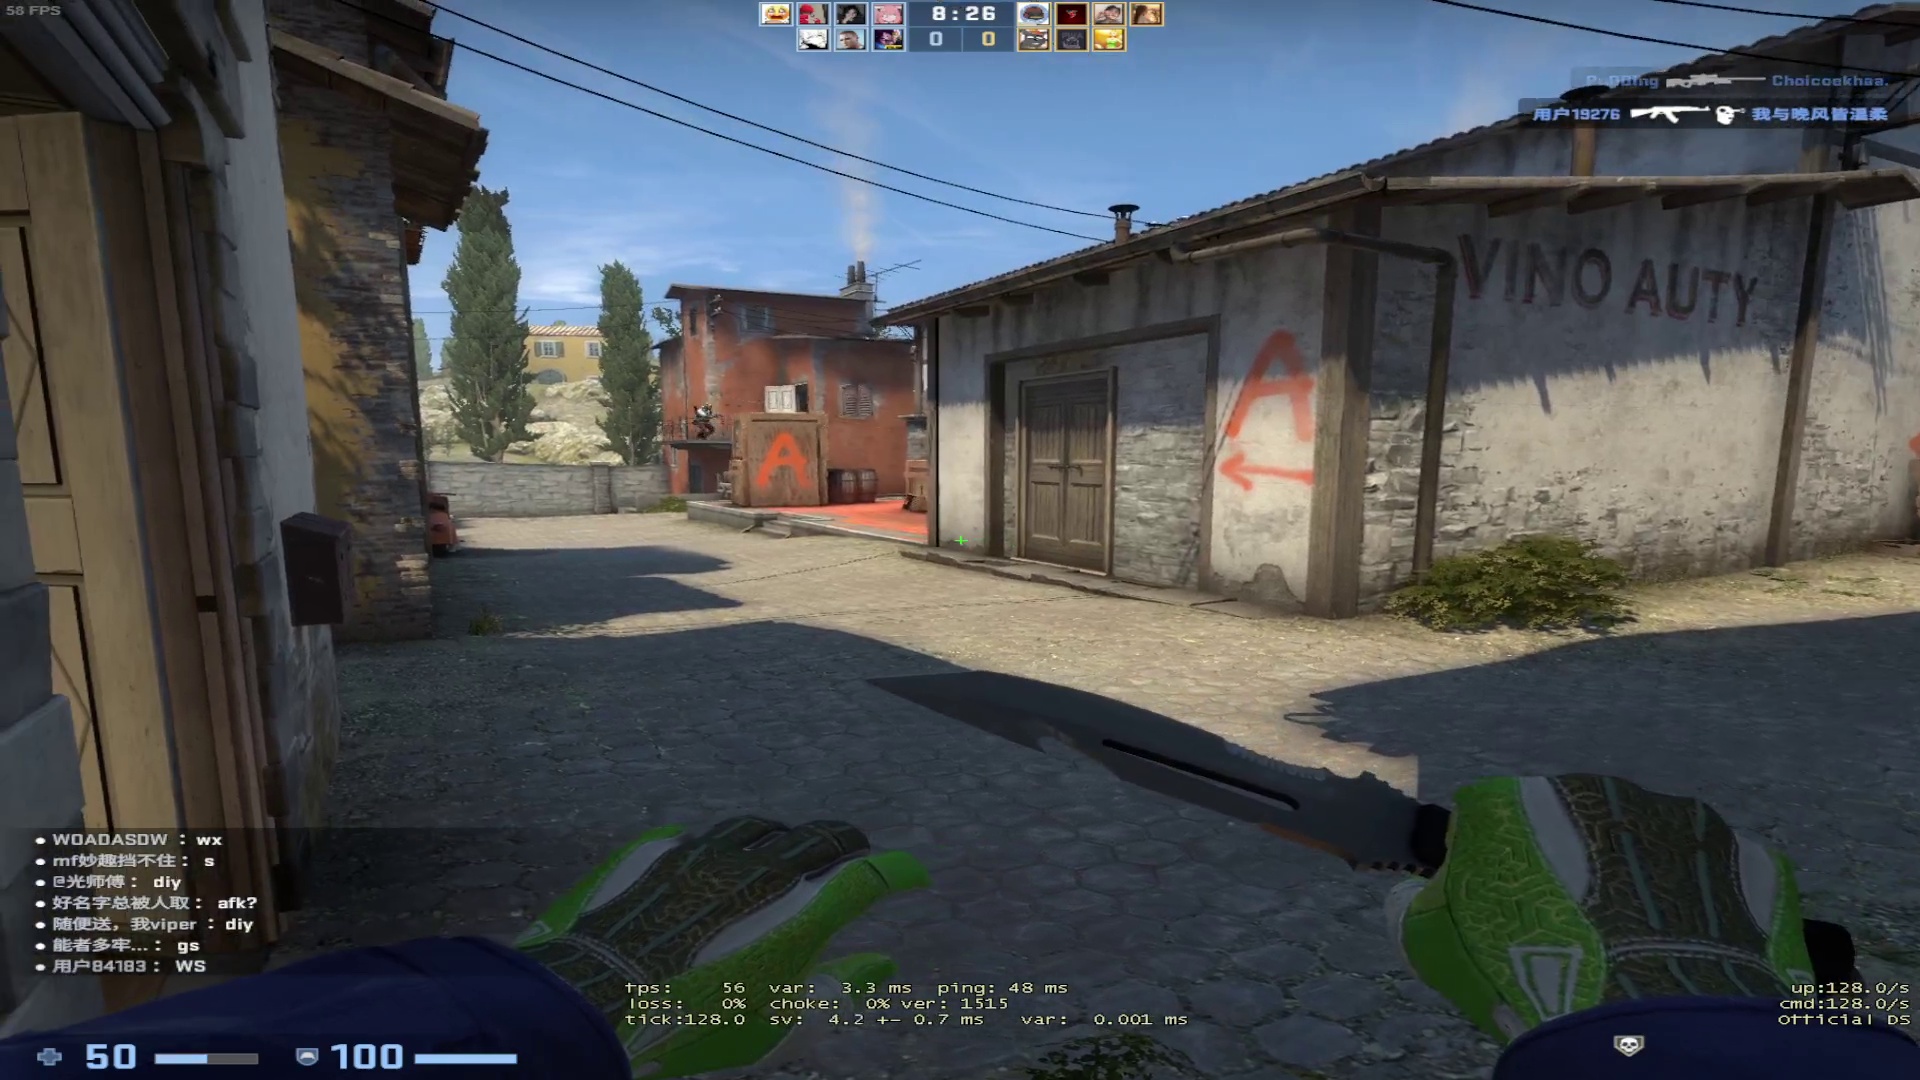 58 FPS
8:26
0 0
Choicoekhaa.
用户19276 我与晚风皆温柔
VINO AUTY
A
A
WOADASDW : wx
mf妙趣挡不住: s
@光师傅: diy
好名字总被人取: afk?
随便送，我viper : diy
能者多牢...: gs
用户84183: WS
fps: 56 var: 3.3 ms ping: 48 ms
loss: 0% choke: 0% ver: 1515
tick:128.0 sv: 4.2 +- 0.7 ms var: 0.001 ms
up:128.0/s
cmd:128.0/s
official DS
50 100